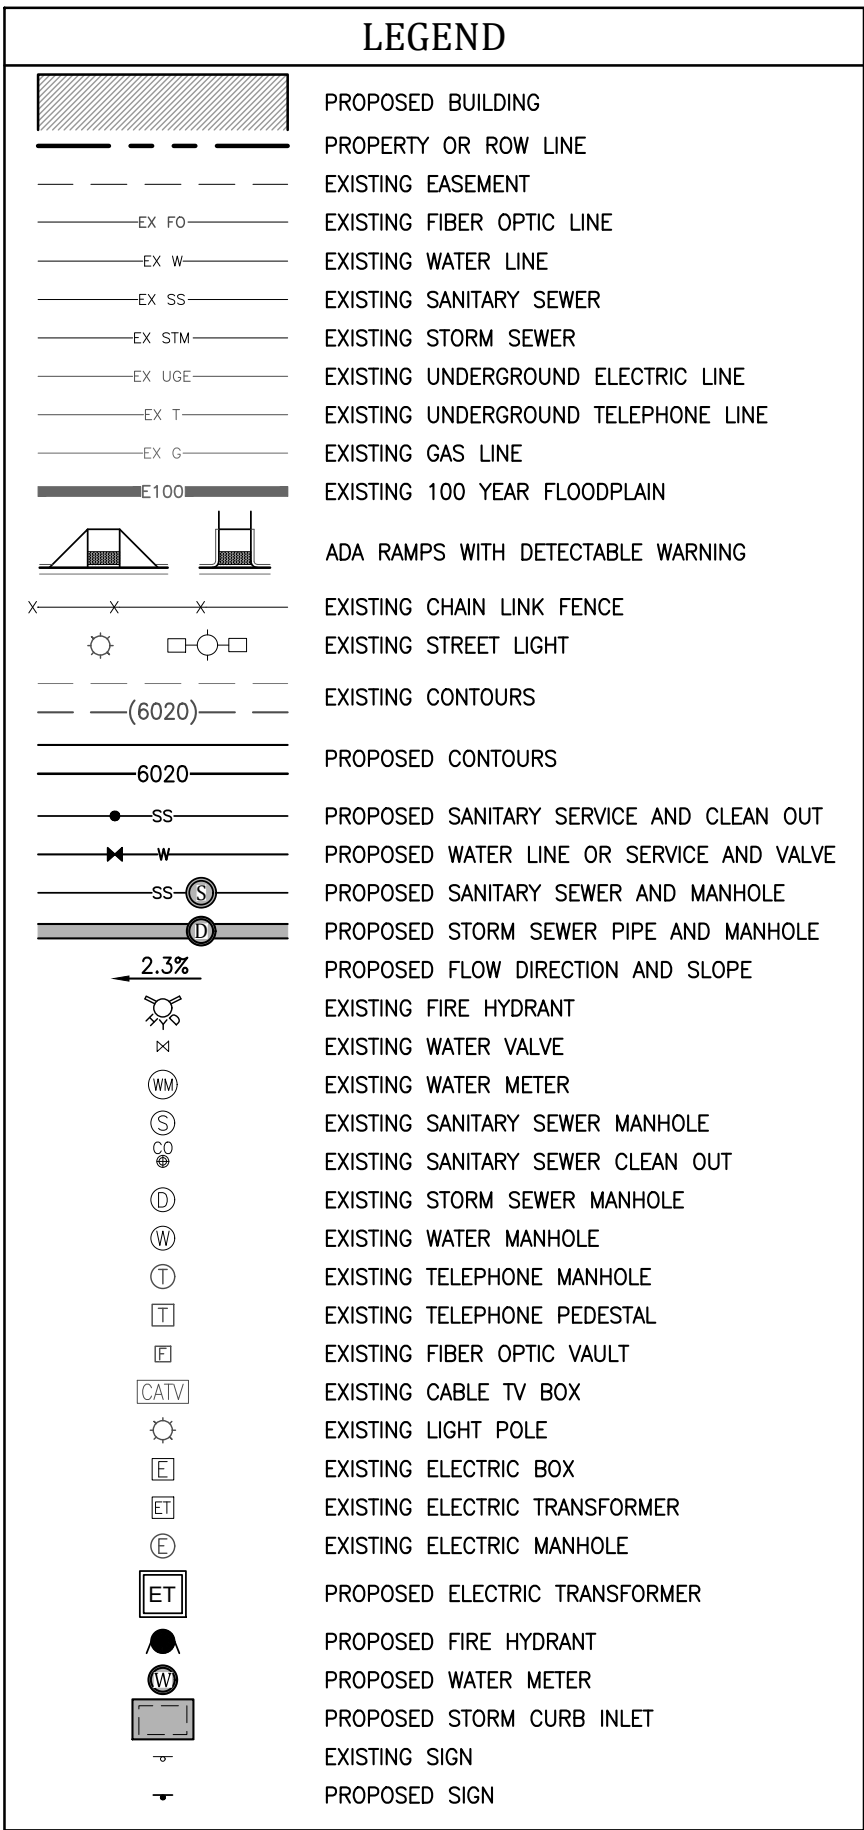 LEGEND
PROPOSED BUILDING
PROPERTY OR ROW LINE
EXISTING EASEMENT
EX FO EXISTING FIBER OPTIC LINE
EX W EXISTING WATER LINE
EX SS EXISTING SANITARY SEWER
EX STM EXISTING STORM SEWER
EX UGE EXISTING UNDERGROUND ELECTRIC LINE
EX T EXISTING UNDERGROUND TELEPHONE LINE
EX G EXISTING GAS LINE
E100 EXISTING 100 YEAR FLOODPLAIN
ADA RAMPS WITH DETECTABLE WARNING
X X X EXISTING CHAIN LINK FENCE
EXISTING STREET LIGHT
(6020) EXISTING CONTOURS
6020 PROPOSED CONTOURS
SS PROPOSED SANITARY SERVICE AND CLEAN OUT
W PROPOSED WATER LINE OR SERVICE AND VALVE
SS S PROPOSED SANITARY SEWER AND MANHOLE
D PROPOSED STORM SEWER PIPE AND MANHOLE
2.3% PROPOSED FLOW DIRECTION AND SLOPE
HYD EXISTING FIRE HYDRANT
EXISTING WATER VALVE
WM EXISTING WATER METER
S EXISTING SANITARY SEWER MANHOLE
CO EXISTING SANITARY SEWER CLEAN OUT
D EXISTING STORM SEWER MANHOLE
W EXISTING WATER MANHOLE
T EXISTING TELEPHONE MANHOLE
T EXISTING TELEPHONE PEDESTAL
F EXISTING FIBER OPTIC VAULT
CATV EXISTING CABLE TV BOX
EXISTING LIGHT POLE
E EXISTING ELECTRIC BOX
ET EXISTING ELECTRIC TRANSFORMER
E EXISTING ELECTRIC MANHOLE
ET PROPOSED ELECTRIC TRANSFORMER
PROPOSED FIRE HYDRANT
W PROPOSED WATER METER
PROPOSED STORM CURB INLET
EXISTING SIGN
PROPOSED SIGN